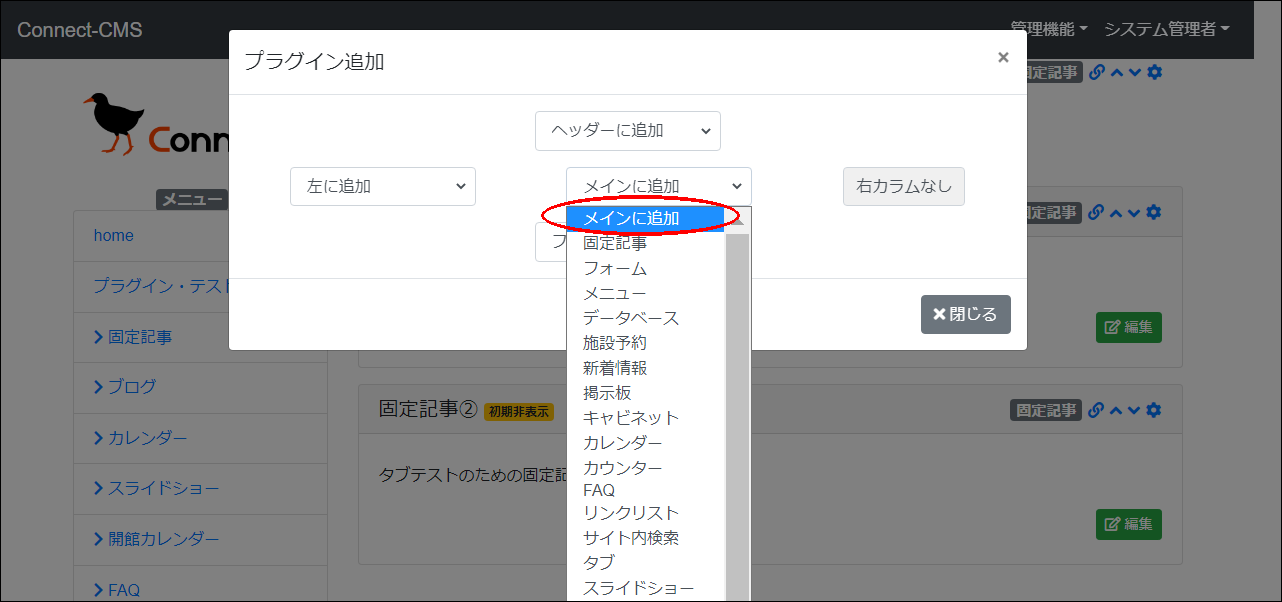 Connect-CMS
管理機能
システム管理者
プラグイン追加
×
固定記事
ヘッダーに追加
Conn
左に追加
メインに追加
右カラムなし
メニュー
メインに追加
固定記事
home
フ
固定記事
フォーム
プラグイン・テスト
メニュー
閉じる
データベース
編集
固定記事
施設予約
新着情報
ブログ
掲示板
固定記事②
初期非表示
固定記事
キャビネット
カレンダー
カレンダー
カウンター
タブテストのための固定記
スライドショー
FAQ
リンクリスト
編集
開館カレンダー
サイト内検索
タブ
FAQ
スライドショー